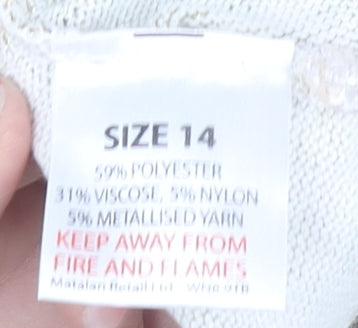 SIZE 14
59% POLYESTER
31% VISCOSE, 5% NYLON
5% METALLISED YARN
KEEP AWAY FROM
FIRE AND FLAMES
Matalan Retail Ltd